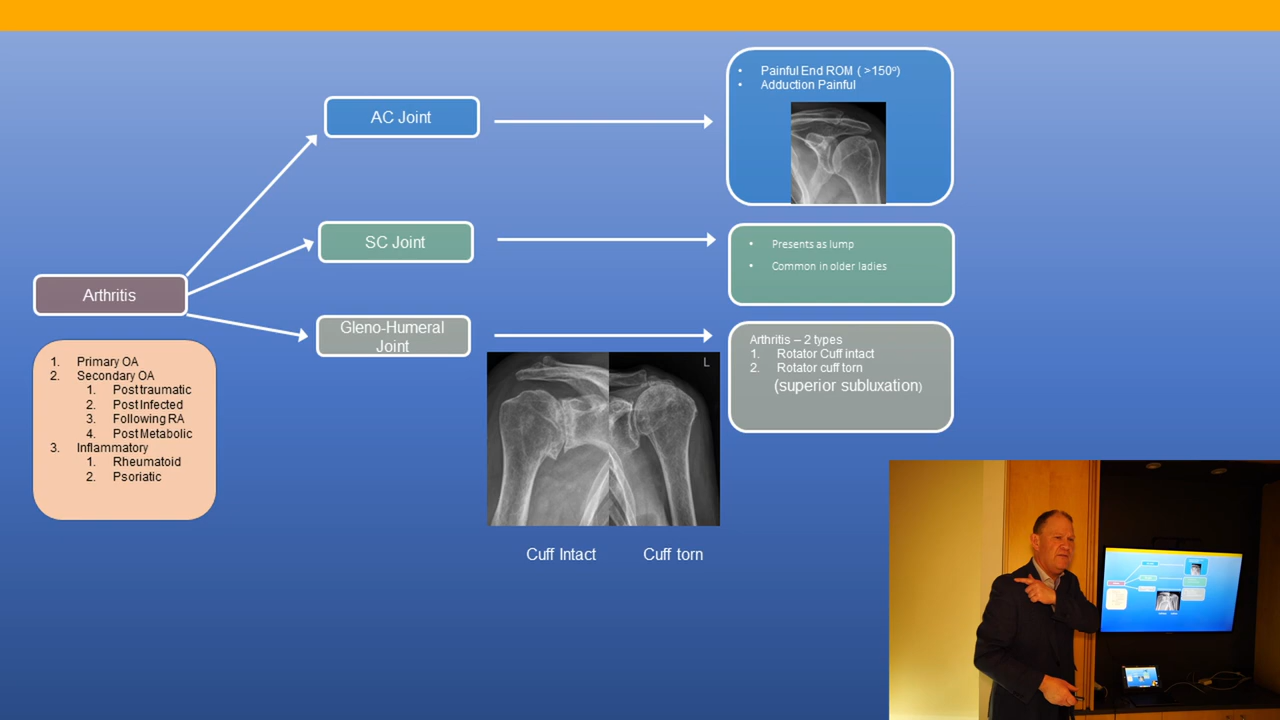 Painful End ROM ( >150º)
Adduction Painful
AC Joint
SC Joint
Presents as lump
Common in older ladies
Arthritis
Gleno-Humeral
Joint
Arthritis – 2 types
1. Rotator Cuff intact
2. Rotator cuff torn
(superior subluxation)
L
1. Primary OA
2. Secondary OA
1. Post traumatic
2. Post Infected
3. Following RA
4. Post Metabolic
3. Inflammatory
1. Rheumatoid
2. Psoriatic
Cuff Intact
Cuff torn